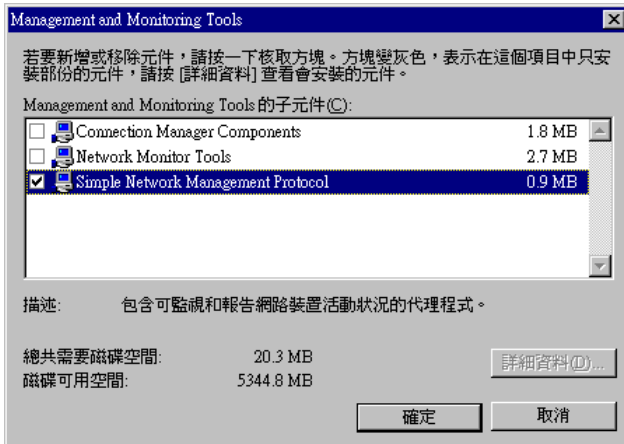 Management and Monitoring Tools
若要新增或移除元件，請按一下核取方塊。方塊變灰色，表示在這個項目中只安
裝部份的元件，請按 [詳細資料] 查看會安裝的元件。
Management and Monitoring Tools 的子元件(C):
Connection Manager Components 1.8 MB
Network Monitor Tools 2.7 MB
Simple Network Management Protocol 0.9 MB
描述: 包含可監視和報告網路裝置活動狀況的代理程式。
總共需要磁碟空間: 20.3 MB
磁碟可用空間: 5344.8 MB
詳細資料(D)...
確定 取消